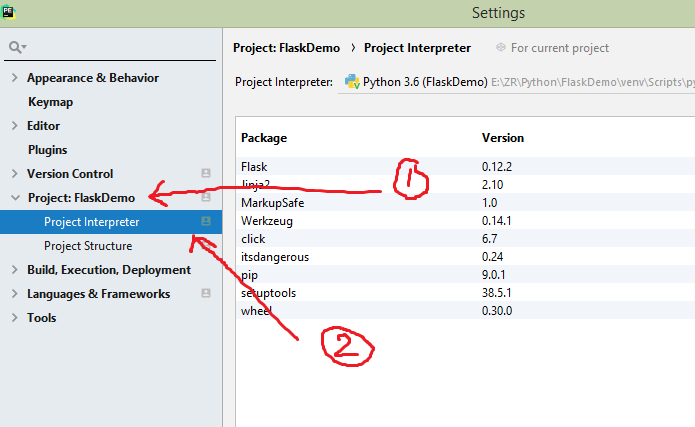 PE
Settings
Project: FlaskDemo › Project Interpreter For current project
Project Interpreter: Python 3.6 (FlaskDemo) E:\ZR\Python\FlaskDemo\venv\Scripts\py
Appearance & Behavior
Keymap
Editor
Plugins
Version Control
Project: FlaskDemo
Project Interpreter
Project Structure
Build, Execution, Deployment
Languages & Frameworks
Tools
Package Version
Flask 0.12.2
Jinja2 2.10
MarkupSafe 1.0
Werkzeug 0.14.1
click 6.7
itsdangerous 0.24
pip 9.0.1
setuptools 38.5.1
wheel 0.30.0
1
2